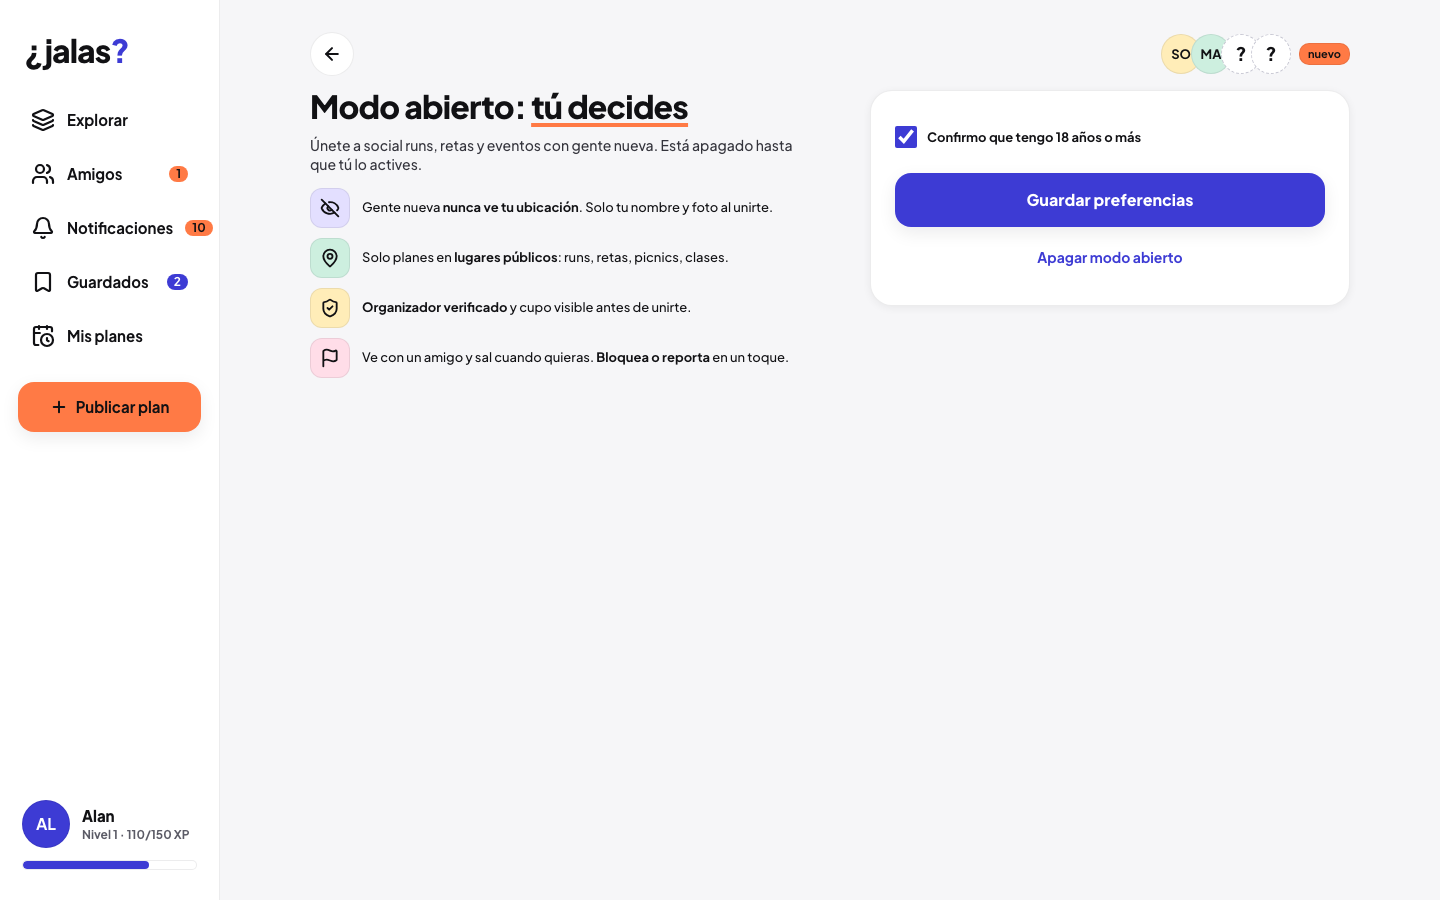 ¿jalas?
Explorar
Amigos 1
Notificaciones 10
Guardados 2
Mis planes
Publicar plan
AL
Alan
Nivel 1 · 110/150 XP
SO MA ? ? nuevo
Modo abierto: tú decides
Únete a social runs, retas y eventos con gente nueva. Está apagado hasta
que tú lo actives.
Gente nueva nunca ve tu ubicación. Solo tu nombre y foto al unirte.
Solo planes en lugares públicos: runs, retas, picnics, clases.
Organizador verificado y cupo visible antes de unirte.
Ve con un amigo y sal cuando quieras. Bloquea o reporta en un toque.
Confirmo que tengo 18 años o más
Guardar preferencias
Apagar modo abierto